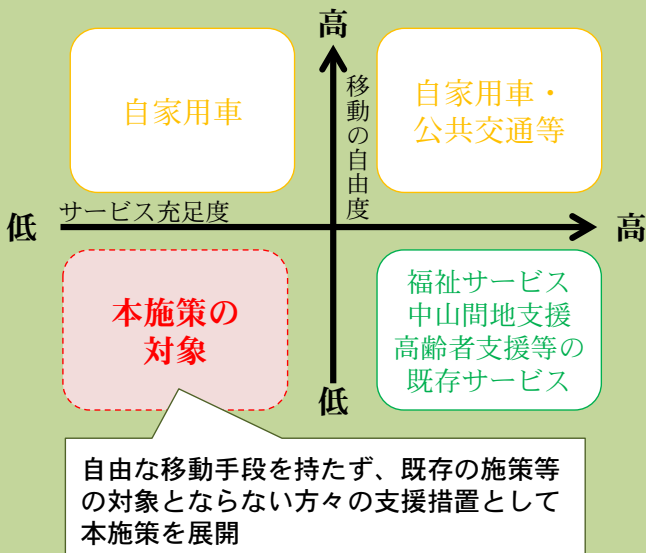 高
自家用車
移動の自由度
自家用車・
公共交通等
サービス充足度
低
高
本施策の
対象
福祉サービス
中山間地支援
高齢者支援等の
既存サービス
低
自由な移動手段を持たず、既存の施策等
の対象とならない方々の支援措置として
本施策を展開